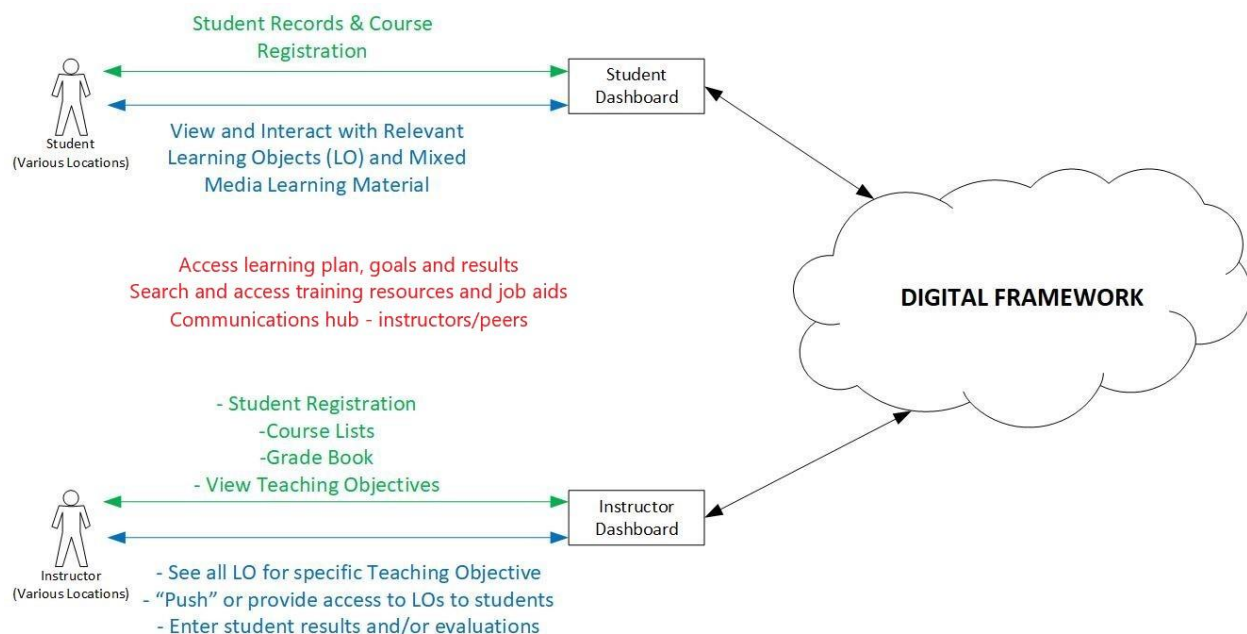 Student Records & Course
Registration
Student
Dashboard
Student
(Various Locations)
View and Interact with Relevant
Learning Objects (LO) and Mixed
Media Learning Material
Access learning plan, goals and results
Search and access training resources and job aids
Communications hub - instructors/peers
DIGITAL FRAMEWORK
- Student Registration
-Course Lists
-Grade Book
- View Teaching Objectives
Instructor
Dashboard
Instructor
(Various Locations)
- See all LO for specific Teaching Objective
- “Push” or provide access to LOs to students
- Enter student results and/or evaluations